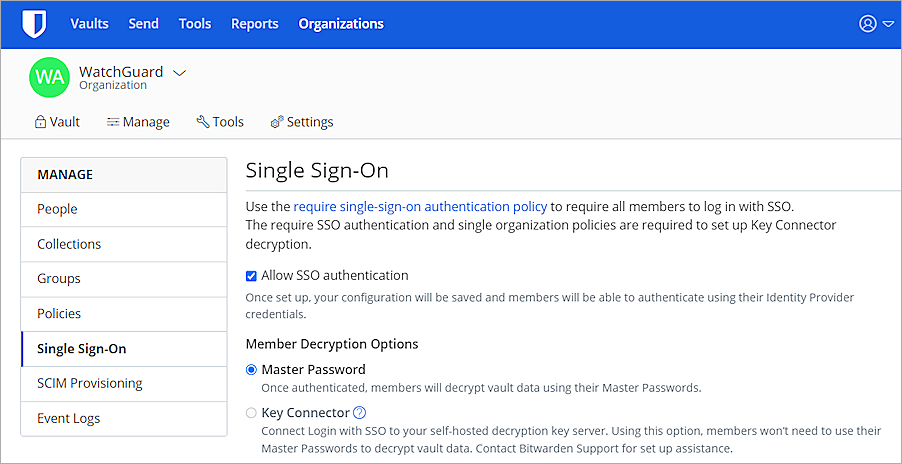 Vaults Send Tools Reports Organizations
WA
WatchGuard
Organization
Vault Manage Tools Settings
MANAGE
People
Collections
Groups
Policies
Single Sign-On
SCIM Provisioning
Event Logs
Single Sign-On
Use the require single-sign-on authentication policy to require all members to log in with SSO.
The require SSO authentication and single organization policies are required to set up Key Connector
decryption.
Allow SSO authentication
Once set up, your configuration will be saved and members will be able to authenticate using their Identity Provider
credentials.
Member Decryption Options
Master Password
Once authenticated, members will decrypt vault data using their Master Passwords.
Key Connector ?
Connect Login with SSO to your self-hosted decryption key server. Using this option, members won't need to use their
Master Passwords to decrypt vault data. Contact Bitwarden Support for set up assistance.